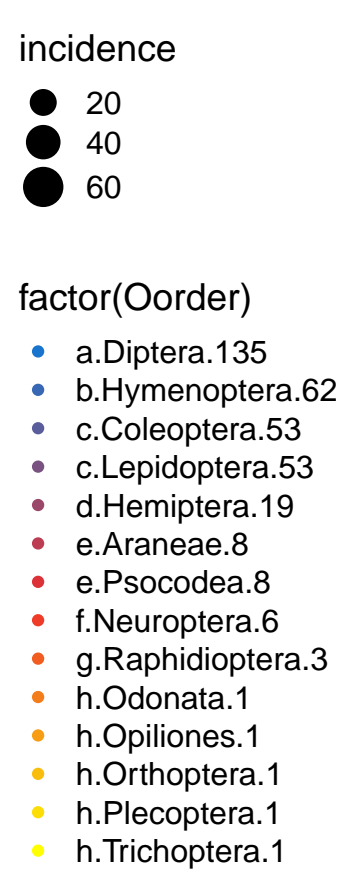 incidence
20
40
60
factor(Oorder)
a.Diptera.135
b.Hymenoptera.62
c.Coleoptera.53
c.Lepidoptera.53
d.Hemiptera.19
e.Araneae.8
e.Psocodea.8
f.Neuroptera.6
g.Raphidioptera.3
h.Odonata.1
h.Opiliones.1
h.Orthoptera.1
h.Plecoptera.1
h.Trichoptera.1